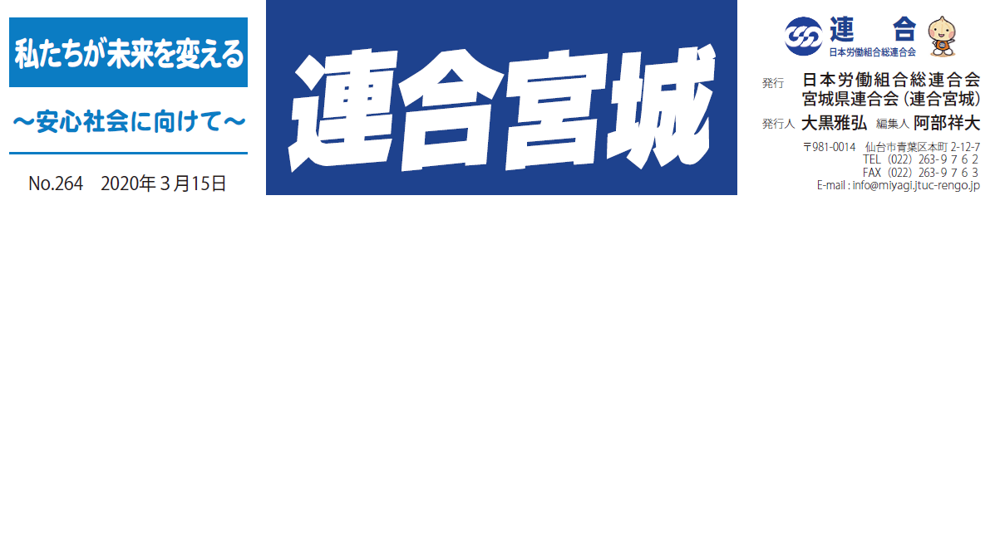 私たちが未来を変える
～安心社会に向けて～
No.264　2020年３月15日
連合宮城
連　合
日本労働組合総連合会
発行　日本労働組合総連合会
宮城県連合会（連合宮城）
発行人　大黒雅弘　編集人　阿部祥大
〒981-0014　仙台市青葉区本町 2-12-7
TEL（022）263-９７６２
FAX（022）263-９７６３
E-mail : info@miyagi.jtuc-rengo.jp